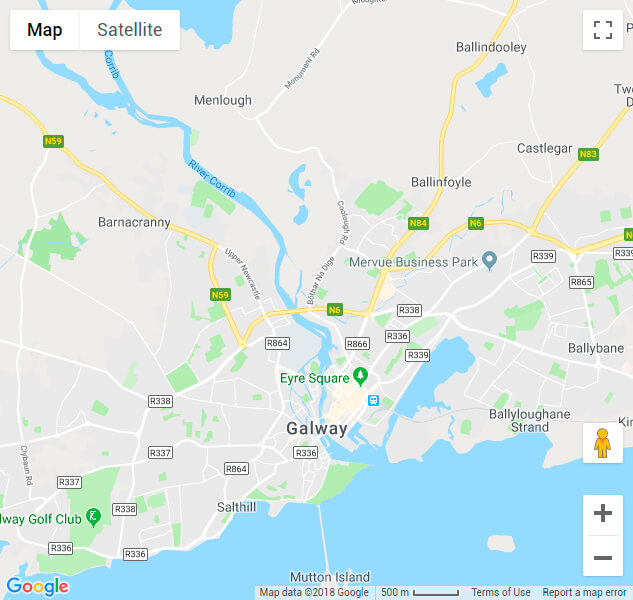 Map
Satellite
Corrib
Monument Rd
Ballindooley
Menlough
N59
River Corrib
Castlegar
N83
Ballinfoyle
Barnacranny
Coolough Rd
N84
N6
Upper Newcastle
Mervue Business Park
R339
R339
Bóthar Na Dige
R865
N59
N6
R338
R864
R866
R336
R339
Ballybane
Eyre Square
R338
Galway
Ballyloughane
Strand
Clybaun Rd
R337
R336
R864
R337
R338
Salthill
lway Golf Club
R336
R336
Mutton Island
Google
Map data ©2018 Google
500 m
Terms of Use
Report a map error